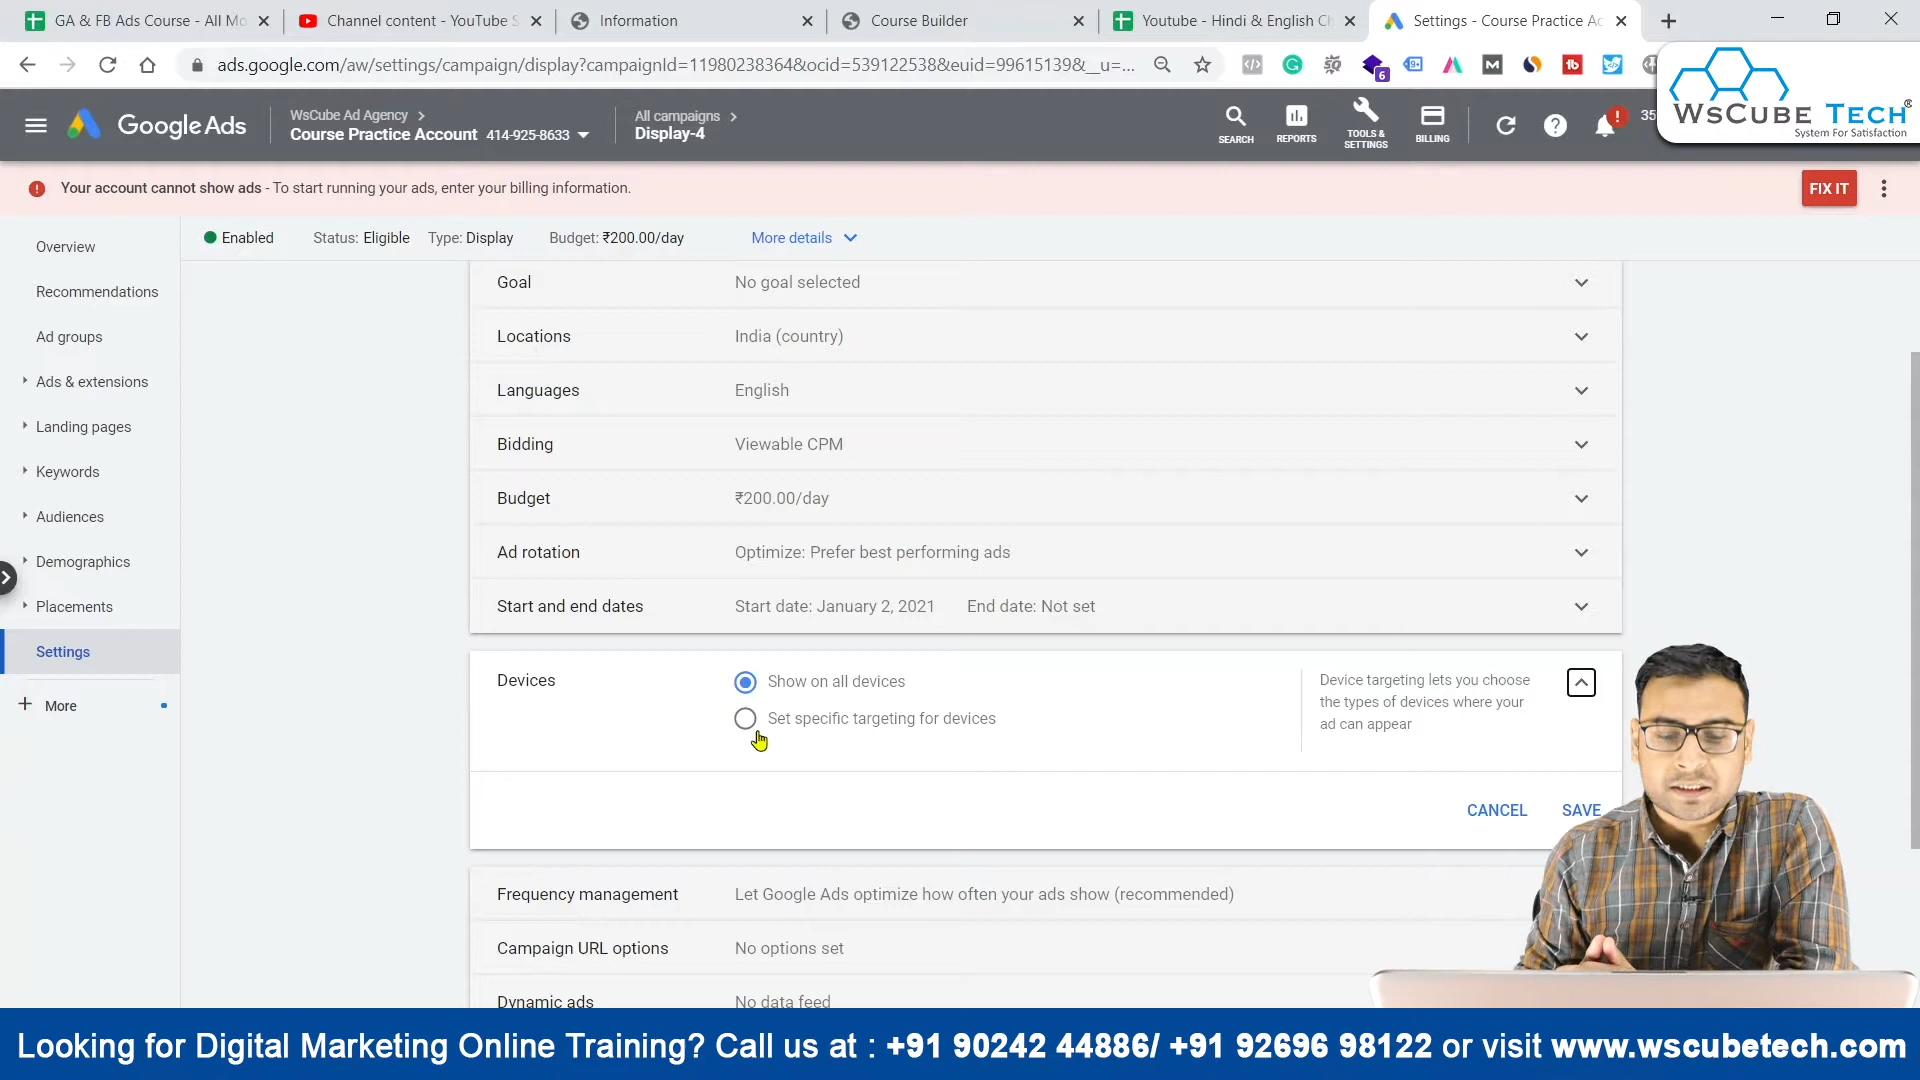 GA & FB Ads Course - All Mo
Channel content - YouTube S
Information
Course Builder
Youtube - Hindi & English Ch
Settings - Course Practice Ac
ads.google.com/aw/settings/campaign/display?campaignId=11980238364&ocid=539122538&euid=99615139&__u=...
Google Ads
WsCube Ad Agency
Course Practice Account 414-925-8633
All campaigns
Display-4
SEARCH
REPORTS
TOOLS & SETTINGS
BILLING
WsCube Tech®
System For Satisfaction
Your account cannot show ads - To start running your ads, enter your billing information.
FIX IT
Enabled Status: Eligible Type: Display Budget: ₹200.00/day More details
Overview
Recommendations
Ad groups
Ads & extensions
Landing pages
Keywords
Audiences
Demographics
Placements
Settings
+ More
Goal No goal selected
Locations India (country)
Languages English
Bidding Viewable CPM
Budget ₹200.00/day
Ad rotation Optimize: Prefer best performing ads
Start and end dates Start date: January 2, 2021 End date: Not set
Devices
Show on all devices
Set specific targeting for devices
Device targeting lets you choose
the types of devices where your
ad can appear
CANCEL SAVE
Frequency management Let Google Ads optimize how often your ads show (recommended)
Campaign URL options No options set
Dynamic ads No data feed
Looking for Digital Marketing Online Training? Call us at : +91 90242 44886/ +91 92696 98122 or visit www.wscubetech.com